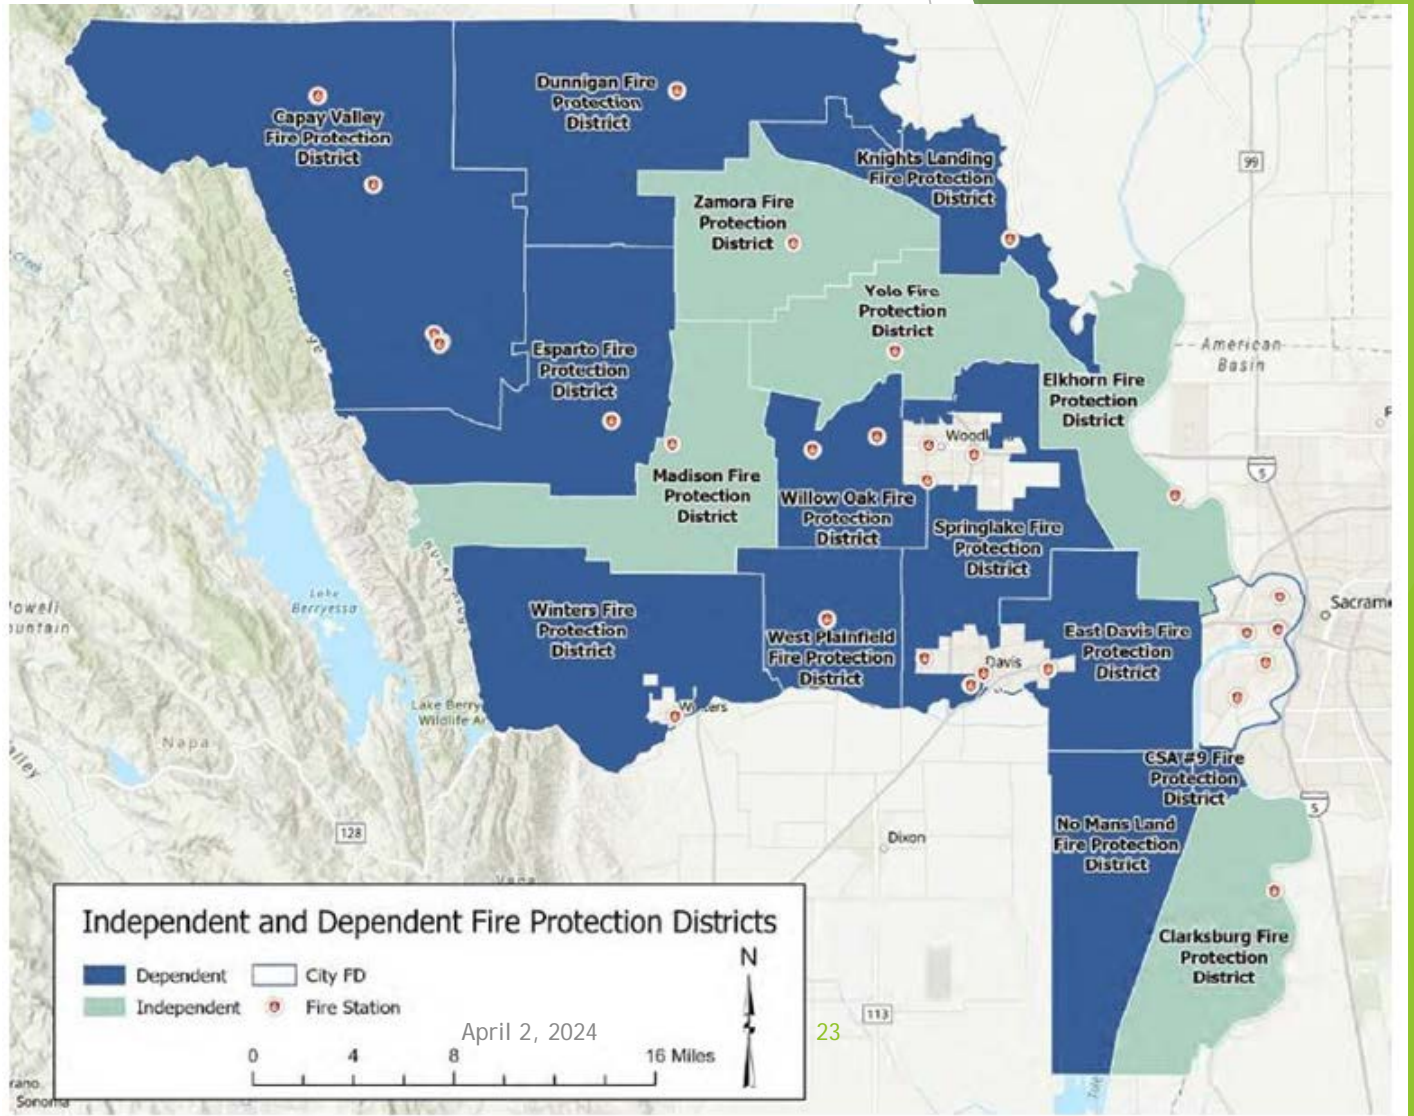 Dunnigan Fire
Protection
District
Capay Valley
Fire Protection
District
Knights Landing
Fire Protection
District
99
Zamora Fire
Protection
District
Yolo Fire
Protection
District
American
Basin
Esparto Fire
Protection
District
Elkhorn Fire
Protection
District
Woodl
5
Madison Fire
Protection
District
Willow Oak Fire
Protection
District
Springlake Fire
Protection
District
Lake
Berryessa
Sacram
Winters Fire
Protection
District
West Plainfield
Fire Protection
District
East Davis Fire
Protection
District
Davis
Lake Berry
Wildlife Ar
Winters
Napa
CSA #9 Fire
Protection
District
5
No Mans Land
Fire Protection
District
128
Dixon
Clarksburg Fire
Protection
District
113
Independent and Dependent Fire Protection Districts
Dependent
City FD
Independent
Fire Station
N
April 2, 2024
23
0 4 8 16 Miles
Sonoma